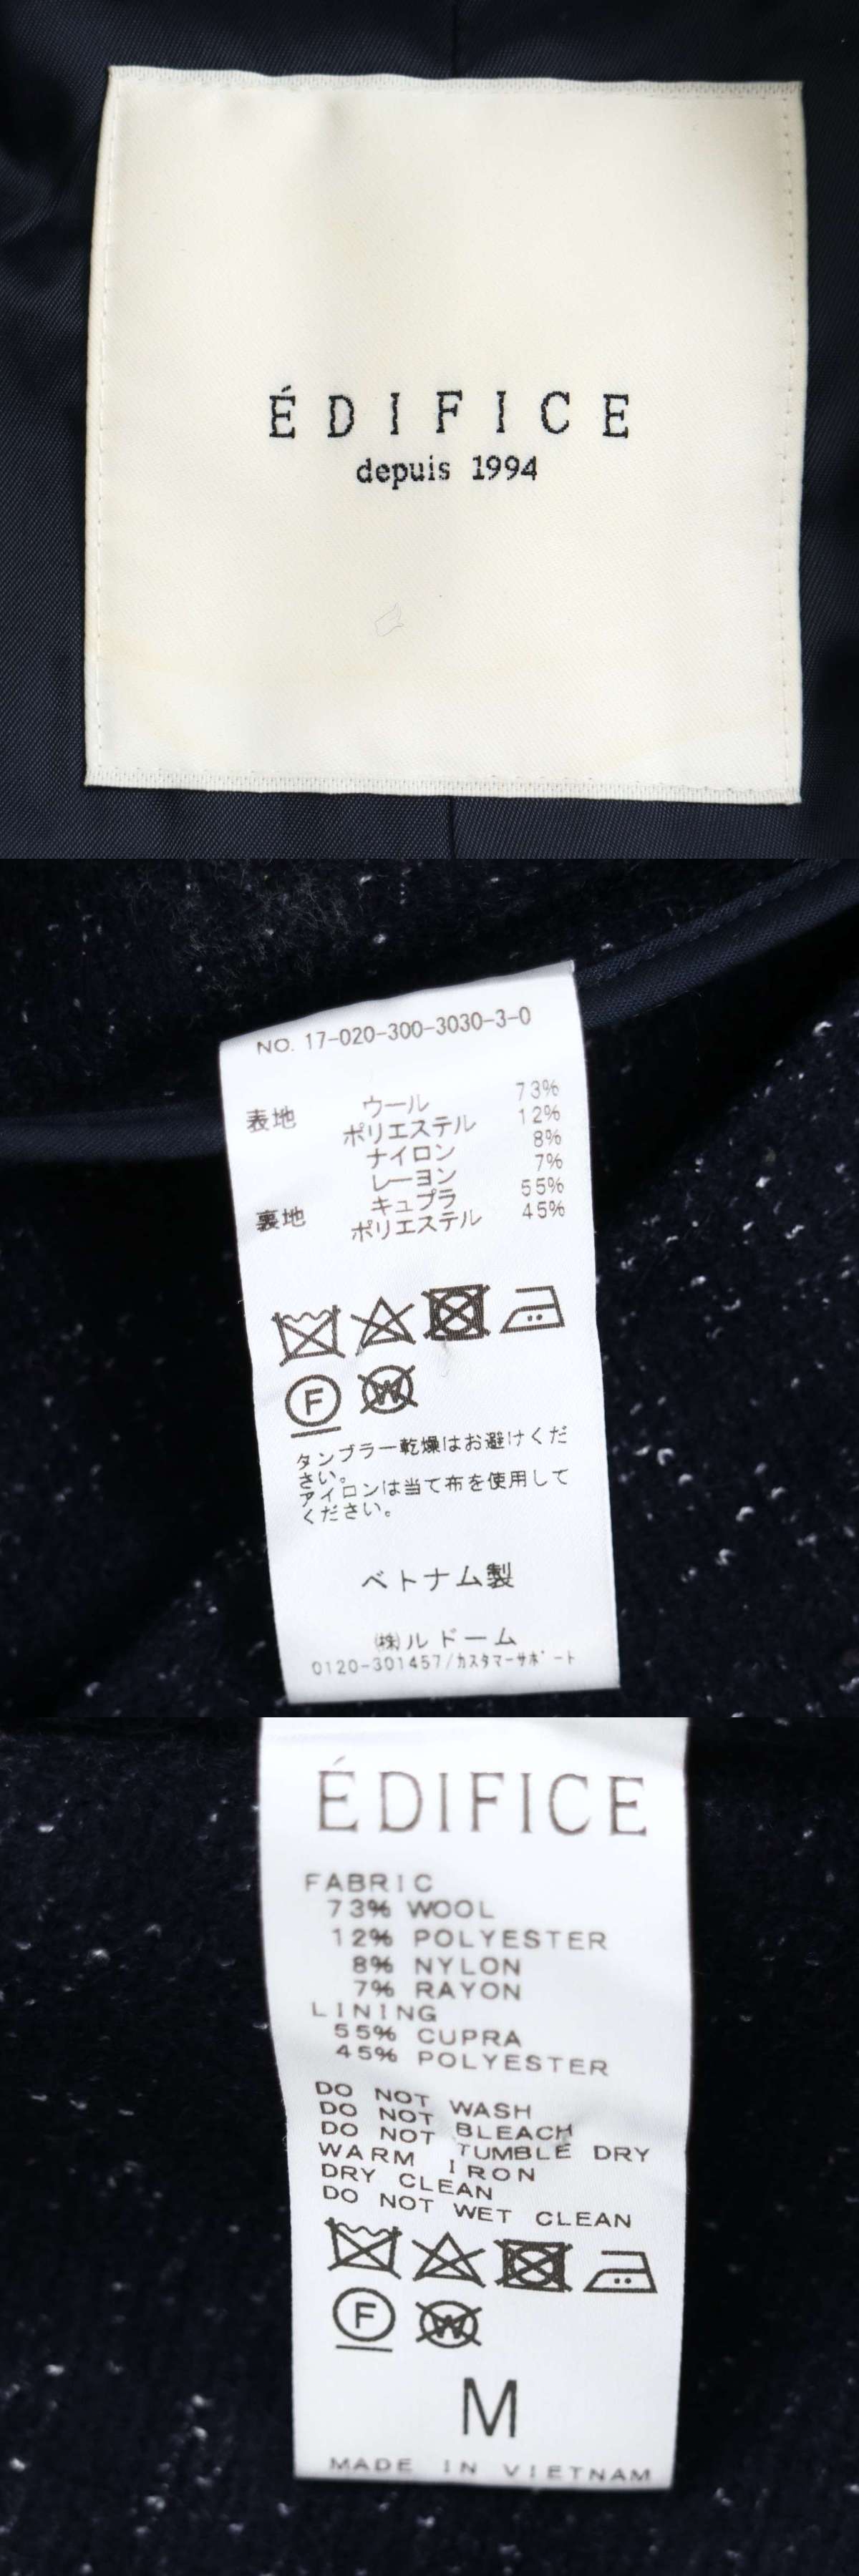 ÉDIFICE
depuis 1994
NO. 17-020-300-3030-3-0
表地 ウール 73%
ポリエステル 12%
ナイロン 8%
レーヨン 7%
裏地 キュプラ 55%
ポリエステル 45%
F W
タンブラー乾燥はお避けくだ
さい。
アイロンは当て布を使用して
ください。
ベトナム製
㈱ルドーム
0120-301457/ｶｽﾀﾏｰｻﾎﾟｰﾄ
ÉDIFICE
FABRIC
73% WOOL
12% POLYESTER
8% NYLON
7% RAYON
LINING
55% CUPRA
45% POLYESTER
DO NOT WASH
DO NOT BLEACH
DO NOT TUMBLE DRY
WARM IRON
DRY CLEAN
DO NOT WET CLEAN
F W
M
MADE IN VIETNAM